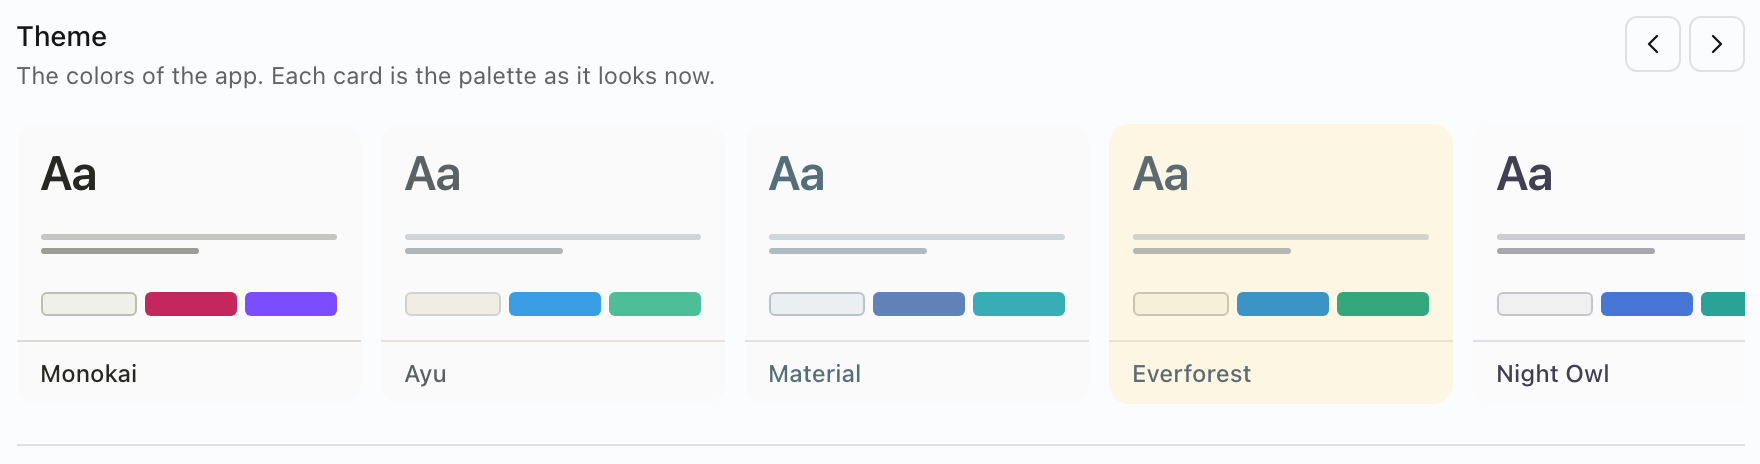 Theme
The colors of the app. Each card is the palette as it looks now.
Aa
Aa
Aa
Aa
Aa
Monokai
Ayu
Material
Everforest
Night Owl